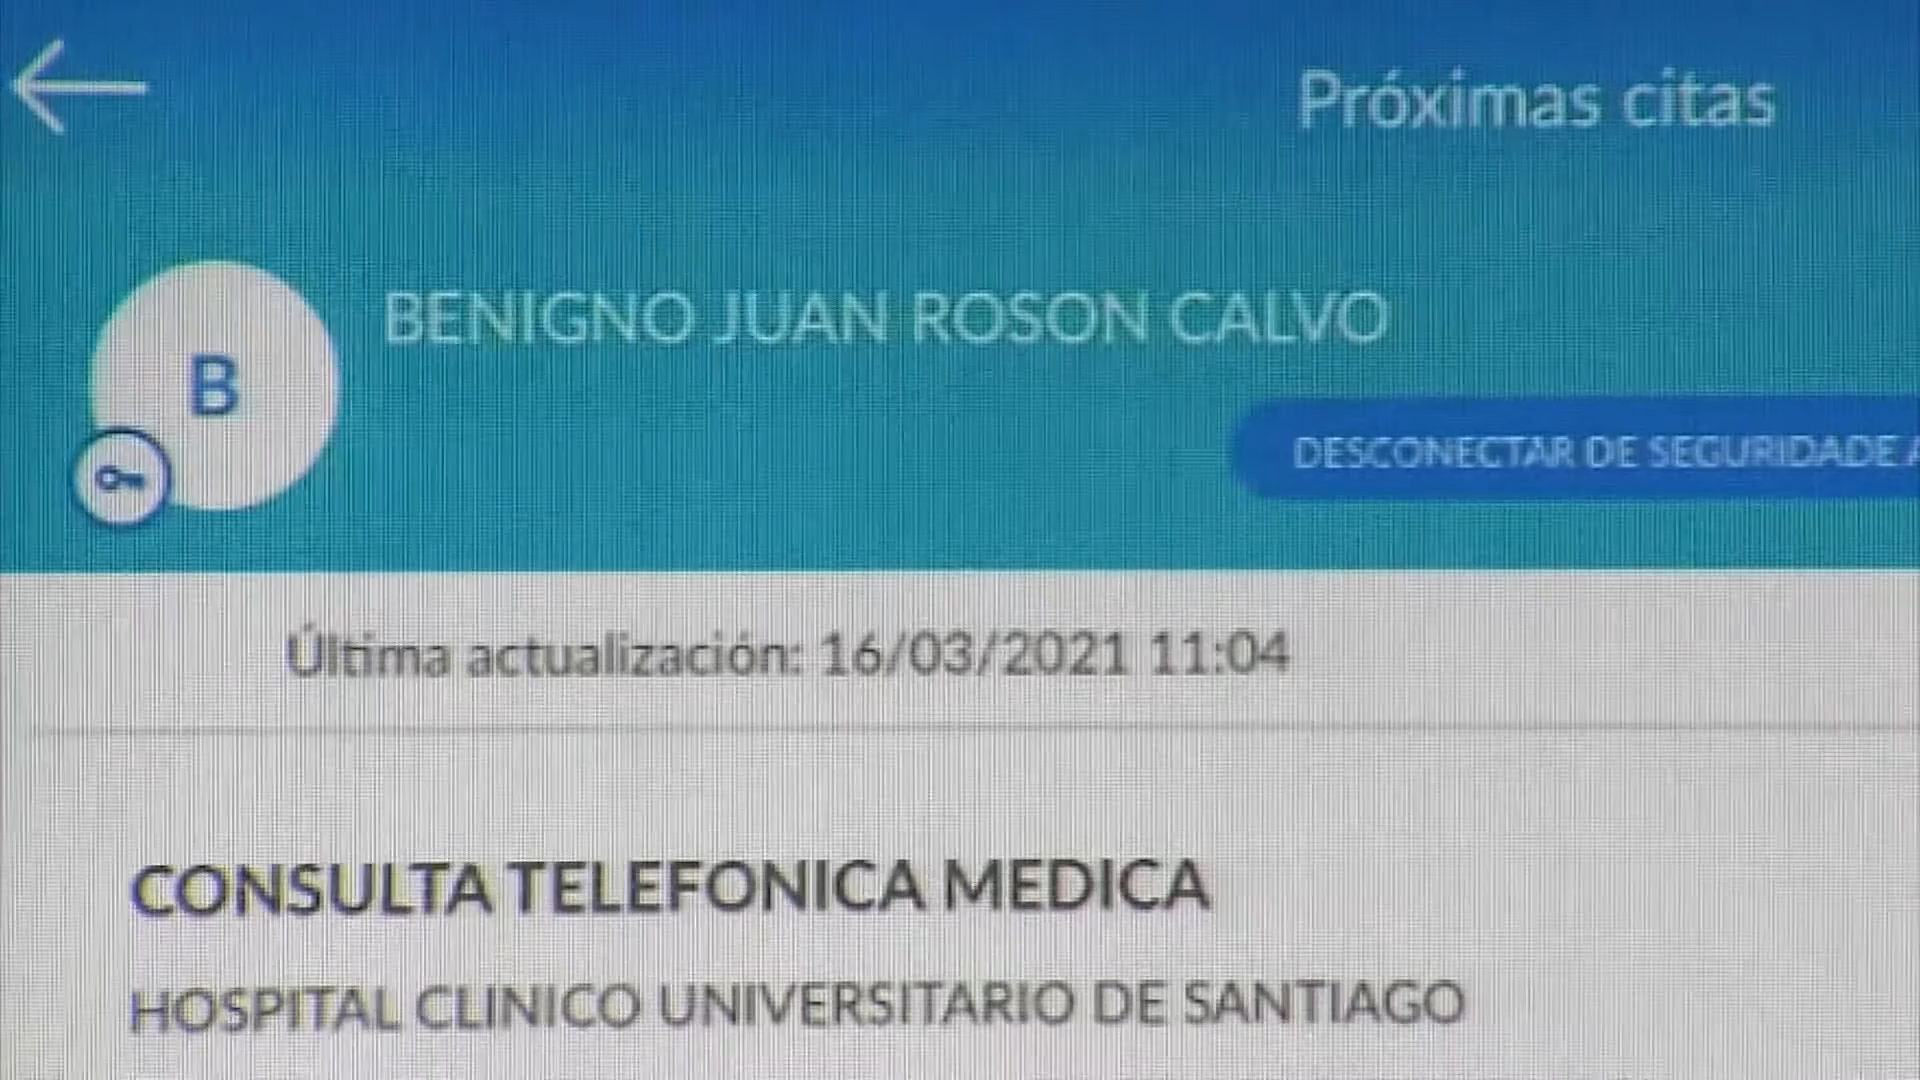 Próximas citas
B
BENIGNO JUAN ROSON CALVO
DESCONECTAR DE SEGURIDADE A
Última actualización: 16/03/2021 11:04
CONSULTA TELEFONICA MEDICA
HOSPITAL CLINICO UNIVERSITARIO DE SANTIAGO